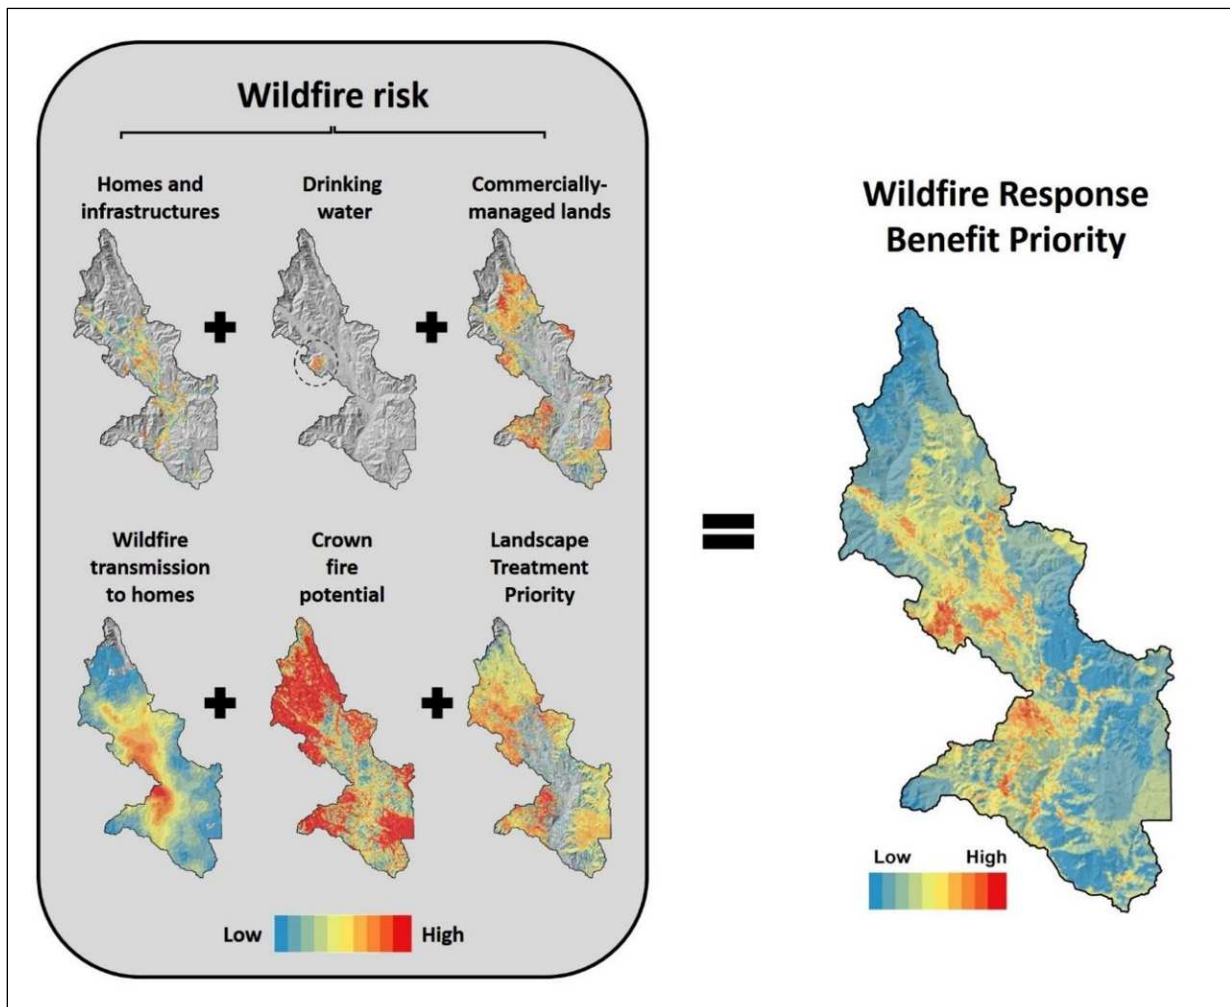 Wildfire risk
Homes and
infrastructures
Drinking
water
Commercially-
managed lands
Wildfire
transmission
to homes
Crown
fire
potential
Landscape
Treatment
Priority
Low
High
Wildfire Response
Benefit Priority
Low High